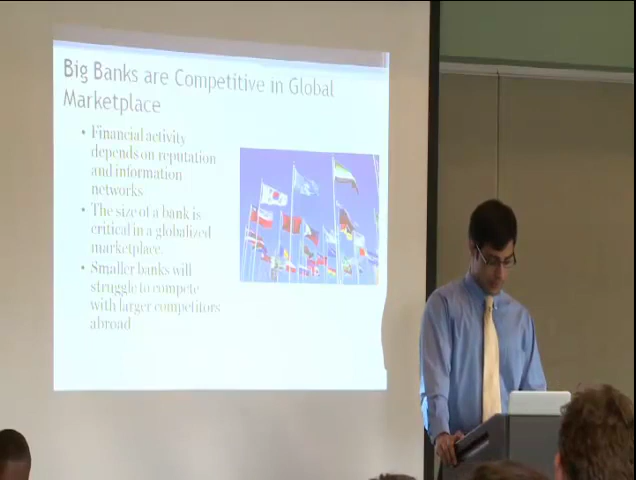 Big Banks are Competitive in Global
Marketplace
• Financial activity
depends on reputation
and information
networks
• The size of a bank is
critical in a globalized
marketplace.
• Smaller banks will
struggle to compete
with larger competitors
abroad